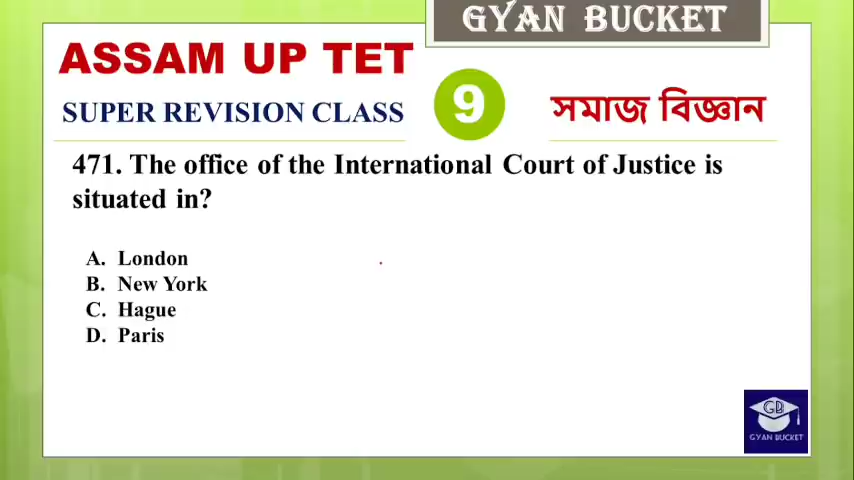 GYAN BUCKET
ASSAM UP TET
SUPER REVISION CLASS
9
সমাজ বিজ্ঞান
471. The office of the International Court of Justice is
situated in?
A. London
B. New York
C. Hague
D. Paris
GB
GYAN BUCKET